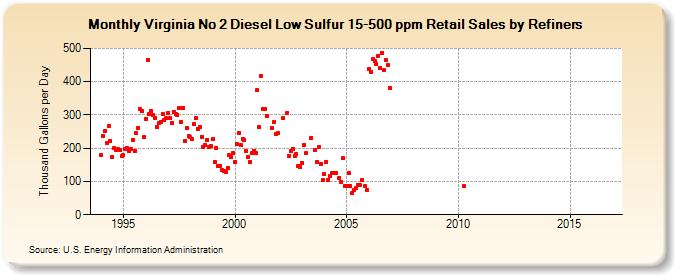 Monthly Virginia No 2 Diesel Low Sulfur 15-500 ppm Retail Sales by Refiners
Thousand Gallons per Day
500
400
300
200
100
0
1995 2000 2005 2010 2015
Source: U.S. Energy Information Administration